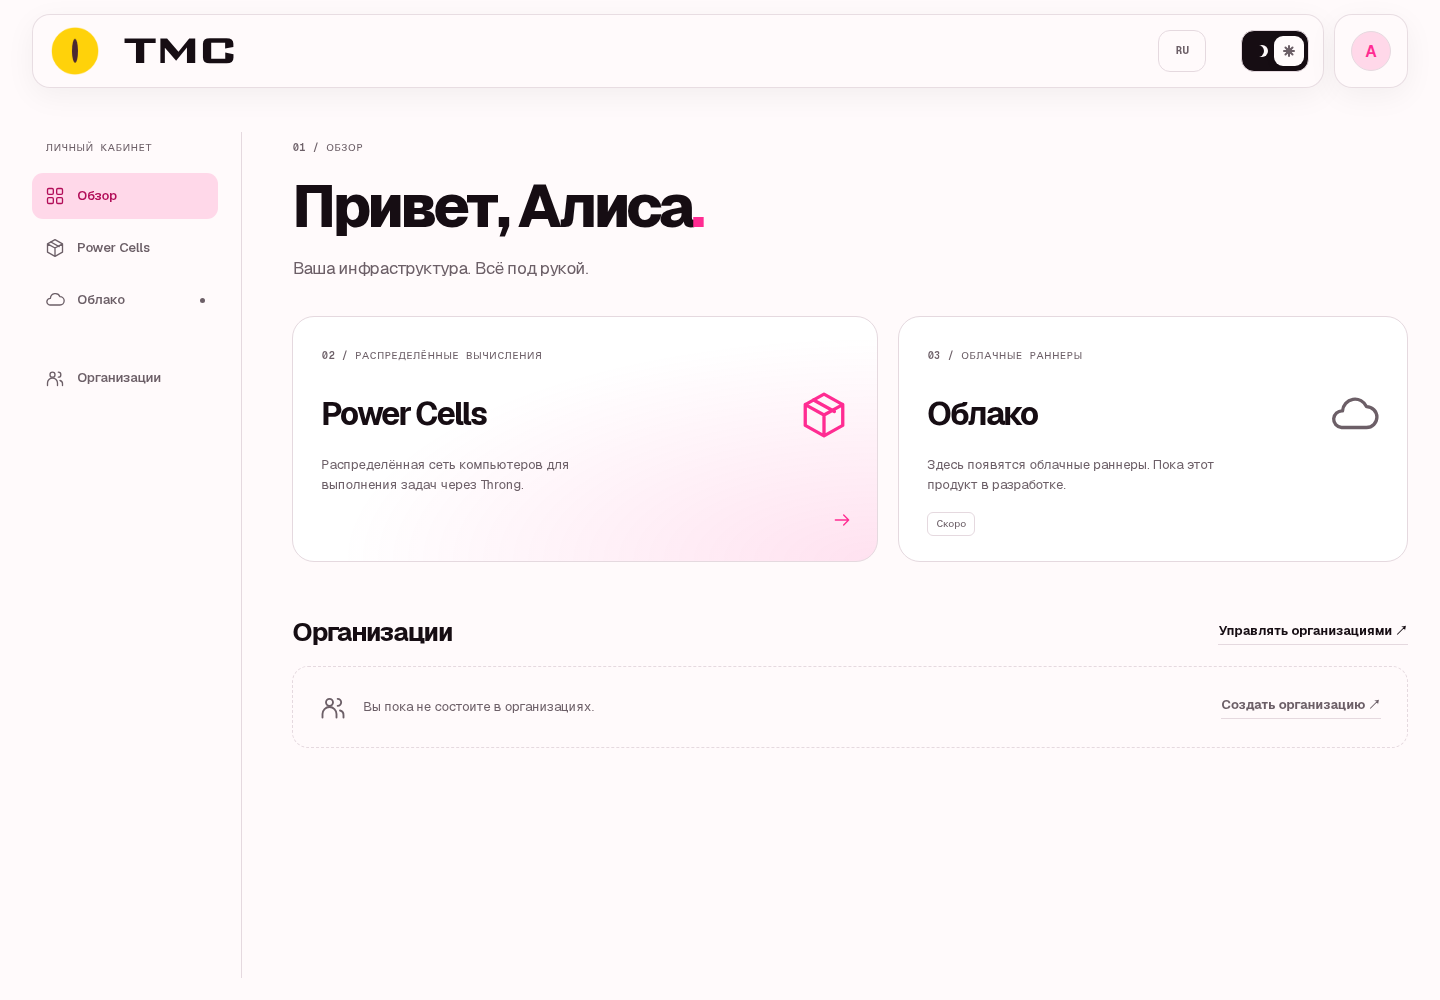 TMC
RU
A
ЛИЧНЫЙ КАБИНЕТ
Обзор
Power Cells
Облако
Организации
01 / ОБЗОР
Привет, Алиса.
Ваша инфраструктура. Всё под рукой.
02 / РАСПРЕДЕЛЁННЫЕ ВЫЧИСЛЕНИЯ
Power Cells
Распределённая сеть компьютеров для
выполнения задач через Throng.
→
03 / ОБЛАЧНЫЕ РАННЕРЫ
Облако
Здесь появятся облачные раннеры. Пока этот
продукт в разработке.
Скоро
Организации
Управлять организациями ↗
Вы пока не состоите в организациях.
Создать организацию ↗